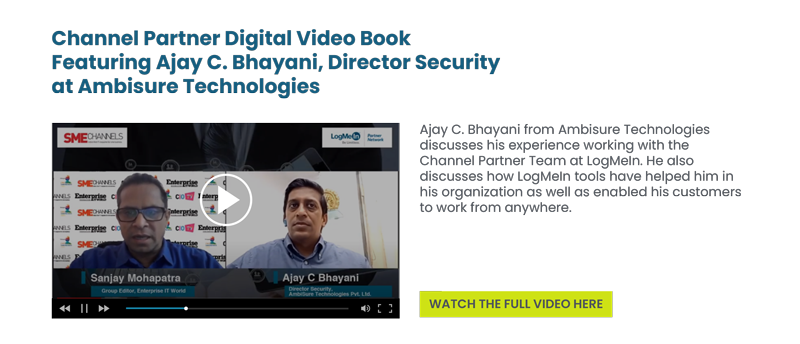 Channel Partner Digital Video Book
Featuring Ajay C. Bhayani, Director Security
at Ambisure Technologies
SME CHANNELS
LogMeIn
Partner
Network
Enterprise
SME CHANNELS
Enterprise
Sanjay Mohapatra
Group Editor, Enterprise IT World
Ajay C Bhayani
Director Security,
AmbiSure Technologies Pvt. Ltd.
Ajay C. Bhayani from Ambisure Technologies
discusses his experience working with the
Channel Partner Team at LogMeIn. He also
discusses how LogMeIn tools have helped him in
his organization as well as enabled his customers
to work from anywhere.
WATCH THE FULL VIDEO HERE